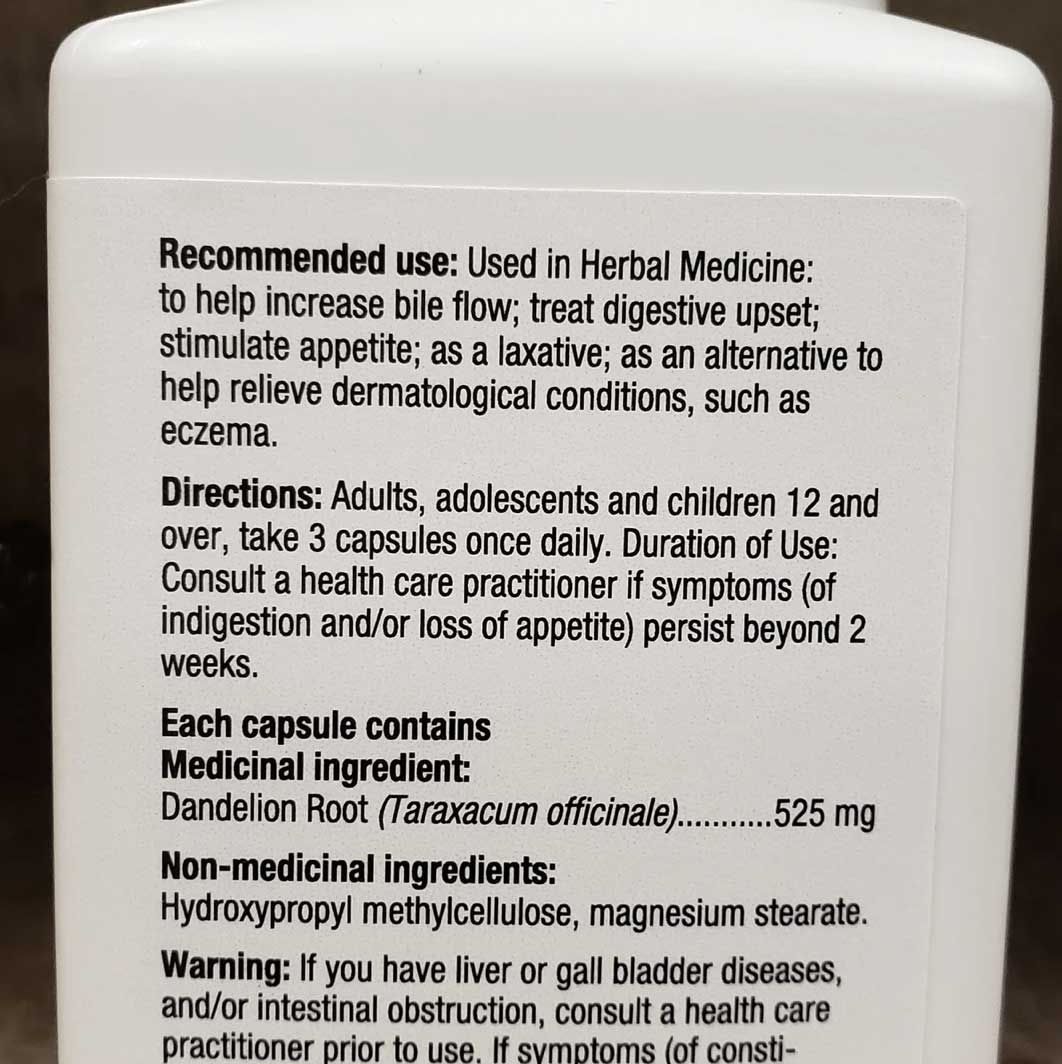 Recommended use: Used in Herbal Medicine:
to help increase bile flow; treat digestive upset;
stimulate appetite; as a laxative; as an alternative to
help relieve dermatological conditions, such as
eczema.
Directions: Adults, adolescents and children 12 and
over, take 3 capsules once daily. Duration of Use:
Consult a health care practitioner if symptoms (of
indigestion and/or loss of appetite) persist beyond 2
weeks.
Each capsule contains
Medicinal ingredient:
Dandelion Root (Taraxacum officinale)...........525 mg
Non-medicinal ingredients:
Hydroxypropyl methylcellulose, magnesium stearate.
Warning: If you have liver or gall bladder diseases,
and/or intestinal obstruction, consult a health care
practitioner prior to use. If symptoms (of consti-